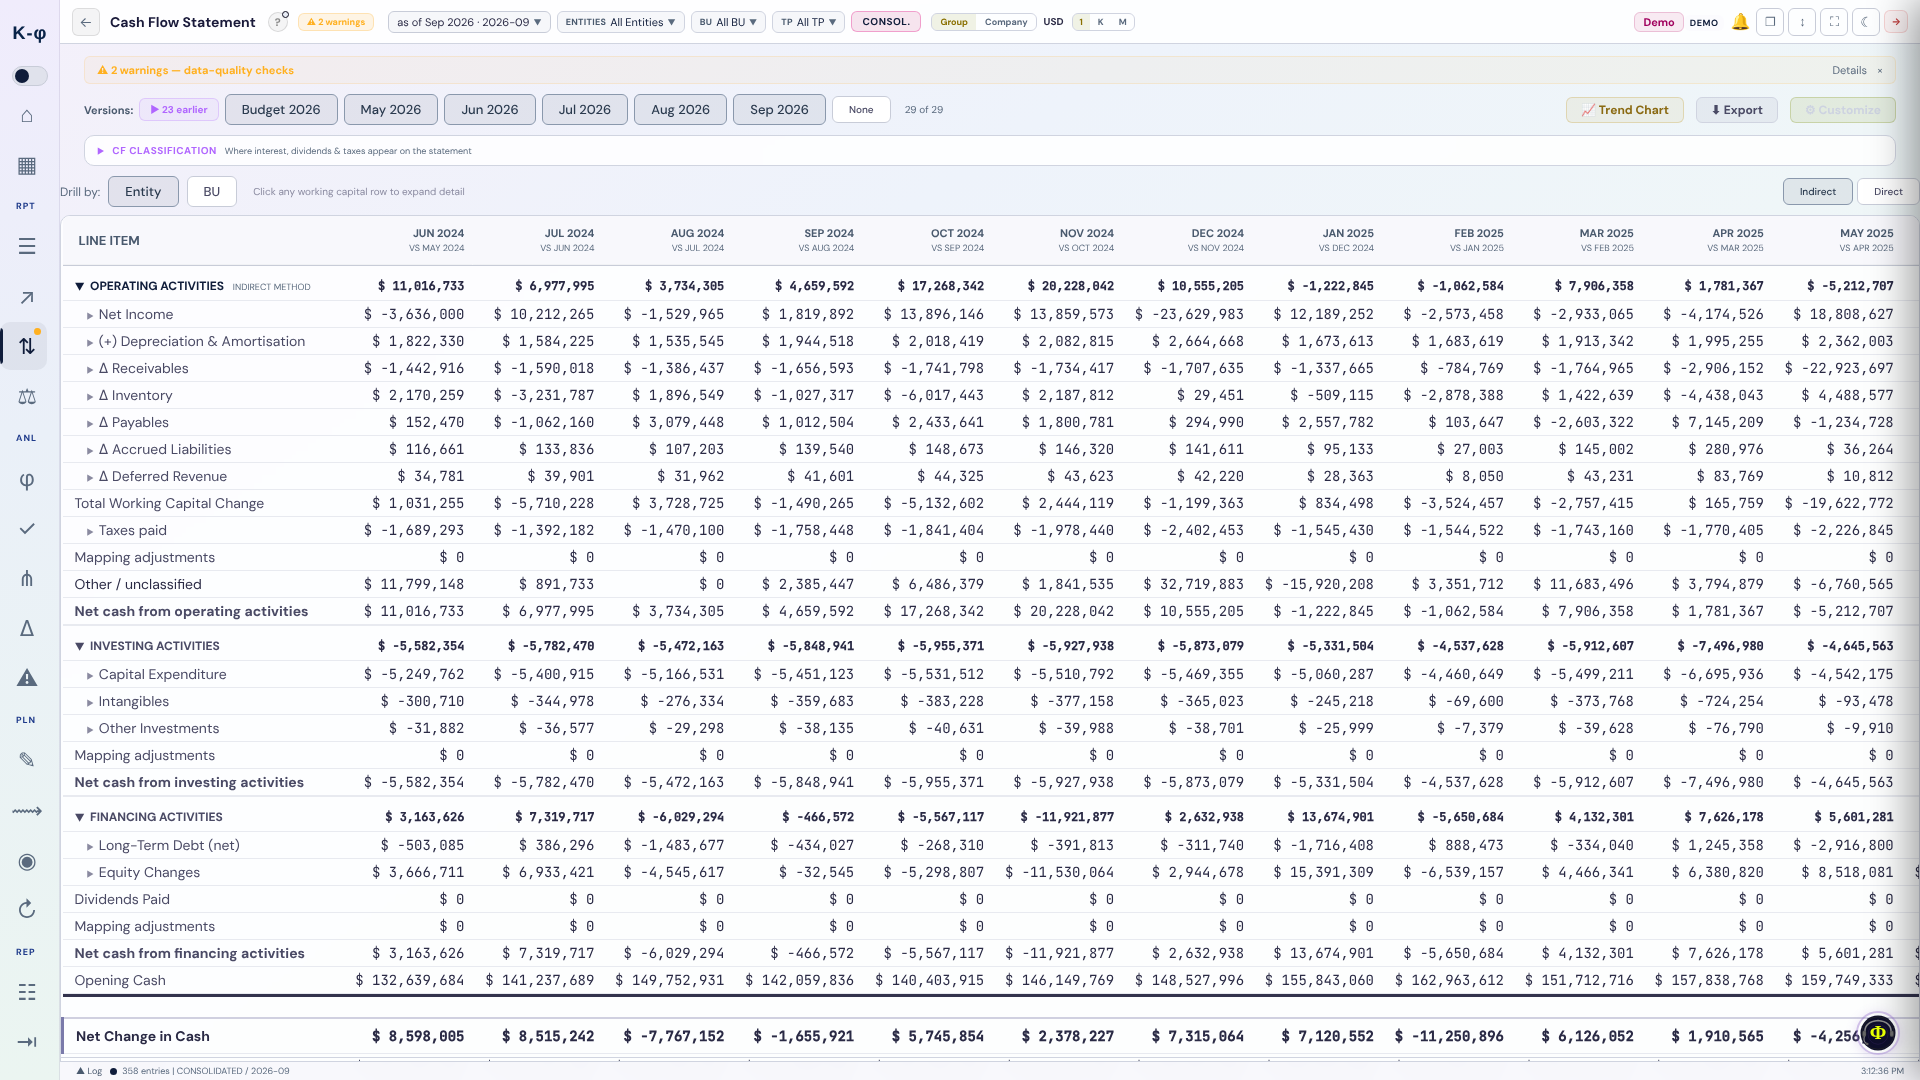 K-φ
← Cash Flow Statement ? ⚠ 2 warnings as of Sep 2026 · 2026-09 ▼ ENTITIES All Entities ▼ BU All BU ▼ TP All TP ▼ CONSOL. Group Company USD 1 K M Demo DEMO
⚠ 2 warnings — data-quality checks Details ×
Versions: ▶ 23 earlier Budget 2026 May 2026 Jun 2026 Jul 2026 Aug 2026 Sep 2026 None 29 of 29 Trend Chart ⬇ Export ⚙ Customize
▶ CF CLASSIFICATION Where interest, dividends & taxes appear on the statement
Drill by: Entity BU Click any working capital row to expand detail Indirect Direct
RPT
ANL
PLN
REP
LINE ITEM JUN 2024 JUL 2024 AUG 2024 SEP 2024 OCT 2024 NOV 2024 DEC 2024 JAN 2025 FEB 2025 MAR 2025 APR 2025 MAY 2025
VS MAY 2024 VS JUN 2024 VS JUL 2024 VS AUG 2024 VS SEP 2024 VS OCT 2024 VS NOV 2024 VS DEC 2024 VS JAN 2025 VS FEB 2025 VS MAR 2025 VS APR 2025
▼ OPERATING ACTIVITIES INDIRECT METHOD $ 11,016,733 $ 6,977,995 $ 3,734,305 $ 4,659,592 $ 17,268,342 $ 20,228,042 $ 10,555,205 $ -1,222,845 $ -1,062,584 $ 7,906,358 $ 1,781,367 $ -5,212,707
▶ Net Income $ -3,636,000 $ 10,212,265 $ -1,529,965 $ 1,819,892 $ 13,896,146 $ 13,859,573 $ -23,629,983 $ 12,189,252 $ -2,573,458 $ -2,933,065 $ -4,174,526 $ 18,808,627
▶ (+) Depreciation & Amortisation $ 1,822,330 $ 1,584,225 $ 1,535,545 $ 1,944,518 $ 2,018,419 $ 2,082,815 $ 2,664,668 $ 1,673,613 $ 1,683,619 $ 1,913,342 $ 1,995,255 $ 2,362,003
▶ Δ Receivables $ -1,442,916 $ -1,590,018 $ -1,386,437 $ -1,656,593 $ -1,741,798 $ -1,734,417 $ -1,707,635 $ -1,337,665 $ -784,769 $ -1,764,965 $ -2,906,152 $ -22,923,697
▶ Δ Inventory $ 2,170,259 $ -3,231,787 $ 1,896,549 $ -1,027,317 $ -6,017,443 $ 2,187,812 $ 29,451 $ -509,115 $ -2,878,388 $ 1,422,639 $ -4,438,043 $ 4,488,577
▶ Δ Payables $ 152,470 $ -1,062,160 $ 3,079,448 $ 1,012,504 $ 2,433,641 $ 1,800,781 $ 294,990 $ 2,557,782 $ 103,647 $ -2,603,322 $ 7,145,209 $ -1,234,728
▶ Δ Accrued Liabilities $ 116,661 $ 133,836 $ 107,203 $ 139,540 $ 148,673 $ 146,320 $ 141,611 $ 95,133 $ 27,003 $ 145,002 $ 280,976 $ 36,264
▶ Δ Deferred Revenue $ 34,781 $ 39,901 $ 31,962 $ 41,601 $ 44,325 $ 43,623 $ 42,220 $ 28,363 $ 8,050 $ 43,231 $ 83,769 $ 10,812
Total Working Capital Change $ 1,031,255 $ -5,710,228 $ 3,728,725 $ -1,490,265 $ -5,132,602 $ 2,444,119 $ -1,199,363 $ 834,498 $ -3,524,457 $ -2,757,415 $ 165,759 $ -19,622,772
▶ Taxes paid $ -1,689,293 $ -1,392,182 $ -1,470,100 $ -1,758,448 $ -1,841,404 $ -1,978,440 $ -2,402,453 $ -1,545,430 $ -1,544,522 $ -1,743,160 $ -1,770,405 $ -2,226,845
Mapping adjustments $ 0 $ 0 $ 0 $ 0 $ 0 $ 0 $ 0 $ 0 $ 0 $ 0 $ 0 $ 0
Other / unclassified $ 11,799,148 $ 891,733 $ 0 $ 2,385,447 $ 6,486,379 $ 1,841,535 $ 32,719,883 $ -15,920,208 $ 3,351,712 $ 11,683,496 $ 3,794,879 $ -6,760,565
Net cash from operating activities $ 11,016,733 $ 6,977,995 $ 3,734,305 $ 4,659,592 $ 17,268,342 $ 20,228,042 $ 10,555,205 $ -1,222,845 $ -1,062,584 $ 7,906,358 $ 1,781,367 $ -5,212,707
▼ INVESTING ACTIVITIES $ -5,582,354 $ -5,782,470 $ -5,472,163 $ -5,848,941 $ -5,955,371 $ -5,927,938 $ -5,873,079 $ -5,331,504 $ -4,537,628 $ -5,912,607 $ -7,496,980 $ -4,645,563
▶ Capital Expenditure $ -5,249,762 $ -5,400,915 $ -5,166,531 $ -5,451,123 $ -5,531,512 $ -5,510,792 $ -5,469,355 $ -5,060,287 $ -4,460,649 $ -5,499,211 $ -6,695,936 $ -4,542,175
▶ Intangibles $ -300,710 $ -344,978 $ -276,334 $ -359,683 $ -383,228 $ -377,158 $ -365,023 $ -245,218 $ -69,600 $ -373,768 $ -724,254 $ -93,478
▶ Other Investments $ -31,882 $ -36,577 $ -29,298 $ -38,135 $ -40,631 $ -39,988 $ -38,701 $ -25,999 $ -7,379 $ -39,628 $ -76,790 $ -9,910
Mapping adjustments $ 0 $ 0 $ 0 $ 0 $ 0 $ 0 $ 0 $ 0 $ 0 $ 0 $ 0 $ 0
Net cash from investing activities $ -5,582,354 $ -5,782,470 $ -5,472,163 $ -5,848,941 $ -5,955,371 $ -5,927,938 $ -5,873,079 $ -5,331,504 $ -4,537,628 $ -5,912,607 $ -7,496,980 $ -4,645,563
▼ FINANCING ACTIVITIES $ 3,163,626 $ 7,319,717 $ -6,029,294 $ -466,572 $ -5,567,117 $ -11,921,877 $ 2,632,938 $ 13,674,901 $ -5,650,684 $ 4,132,301 $ 7,626,178 $ 5,601,281
▶ Long-Term Debt (net) $ -503,085 $ 386,296 $ -1,483,677 $ -434,027 $ -268,310 $ -391,813 $ -311,740 $ -1,716,408 $ 888,473 $ -334,040 $ 1,245,358 $ -2,916,800
▶ Equity Changes $ 3,666,711 $ 6,933,421 $ -4,545,617 $ -32,545 $ -5,298,807 $ -11,530,064 $ 2,944,678 $ 15,391,309 $ -6,539,157 $ 4,466,341 $ 6,380,820 $ 8,518,081
Dividends Paid $ 0 $ 0 $ 0 $ 0 $ 0 $ 0 $ 0 $ 0 $ 0 $ 0 $ 0 $ 0
Mapping adjustments $ 0 $ 0 $ 0 $ 0 $ 0 $ 0 $ 0 $ 0 $ 0 $ 0 $ 0 $ 0
Net cash from financing activities $ 3,163,626 $ 7,319,717 $ -6,029,294 $ -466,572 $ -5,567,117 $ -11,921,877 $ 2,632,938 $ 13,674,901 $ -5,650,684 $ 4,132,301 $ 7,626,178 $ 5,601,281
Opening Cash $ 132,639,684 $ 141,237,689 $ 149,752,931 $ 142,059,836 $ 140,403,915 $ 146,149,769 $ 148,527,996 $ 155,843,060 $ 162,963,612 $ 151,712,716 $ 157,838,768 $ 159,749,333
Net Change in Cash $ 8,598,005 $ 8,515,242 $ -7,767,152 $ -1,655,921 $ 5,745,854 $ 2,378,227 $ 7,315,064 $ 7,120,552 $ -11,250,896 $ 6,126,052 $ 1,910,565 $ -4,256
▲ Log ● 358 entries | CONSOLIDATED / 2026-09 3:12:36 PM